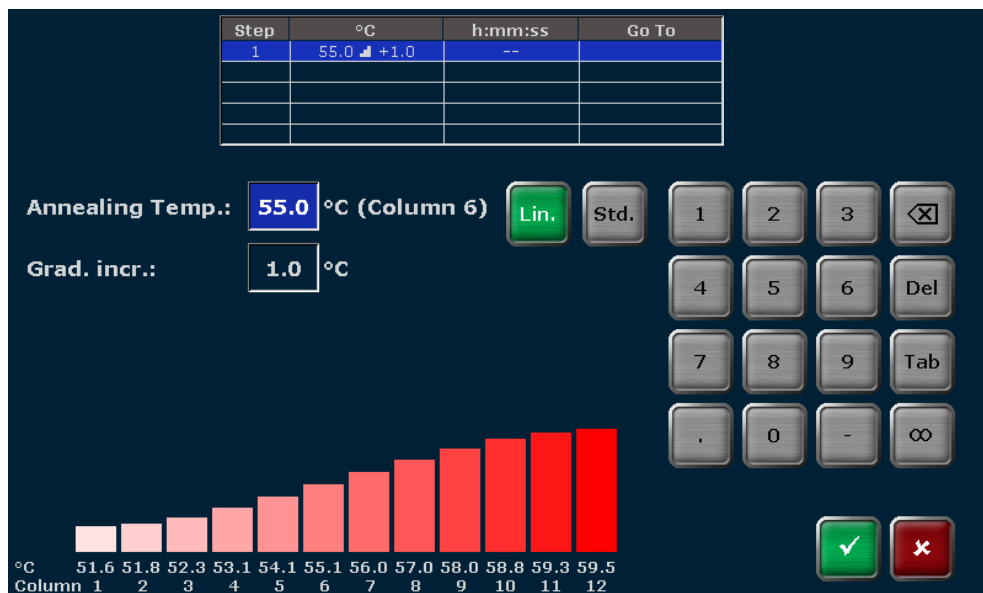 Step °C h:mm:ss Go To
1 55.0 +1.0 --
Annealing Temp.: 55.0 °C (Column 6) Lin. Std.
Grad. incr.: 1.0 °C
1 2 3
4 5 6 Del
7 8 9 Tab
. 0 - ∞
°C 51.6 51.8 52.3 53.1 54.1 55.1 56.0 57.0 58.0 58.8 59.3 59.5
Column 1 2 3 4 5 6 7 8 9 10 11 12